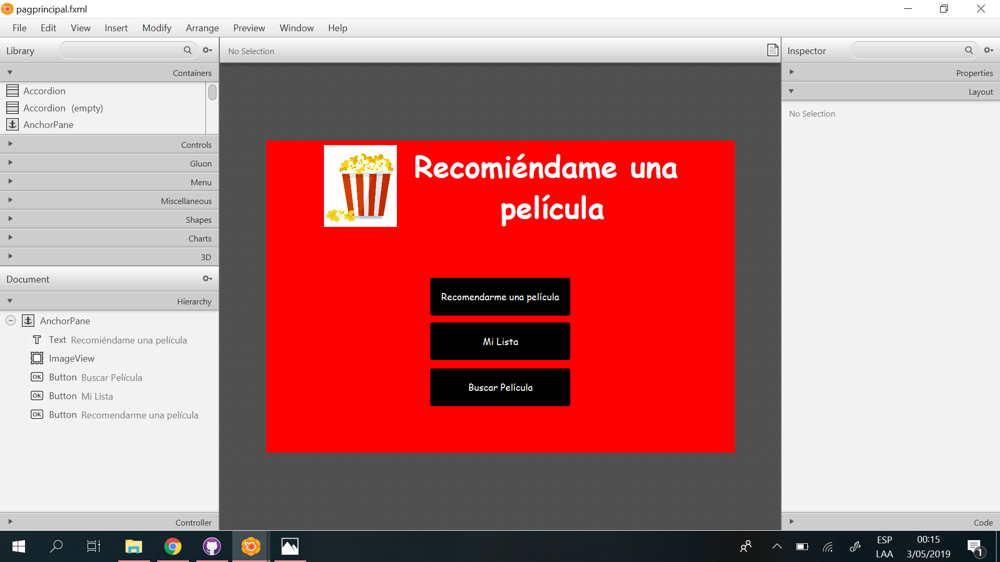 pagprincipal.fxml
File Edit View Insert Modify Arrange Preview Window Help
Library
No Selection
Inspector
Containers
Accordion
Accordion (empty)
AnchorPane
Controls
Gluon
Menu
Miscellaneous
Shapes
Charts
3D
Document
Hierarchy
AnchorPane
Text Recomiéndame una película
ImageView
OK Button Buscar Película
OK Button Mi Lista
OK Button Recomendarme una película
Controller
Recomiéndame una
película
Recomendarme una película
Mi Lista
Buscar Película
Properties
Layout
No Selection
Code
ESP
LAA
00:15
3/05/2019
1